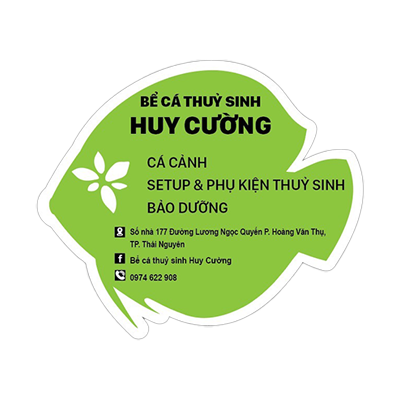 BỂ CÁ THUỶ SINH
HUY CƯỜNG
CÁ CẢNH
SETUP & PHỤ KIỆN THUỶ SINH
BẢO DƯỠNG
Số nhà 177 Đường Lương Ngọc Quyến P. Hoàng Văn Thụ,
TP. Thái Nguyên
Bể cá thuỷ sinh Huy Cường
0974 622 908